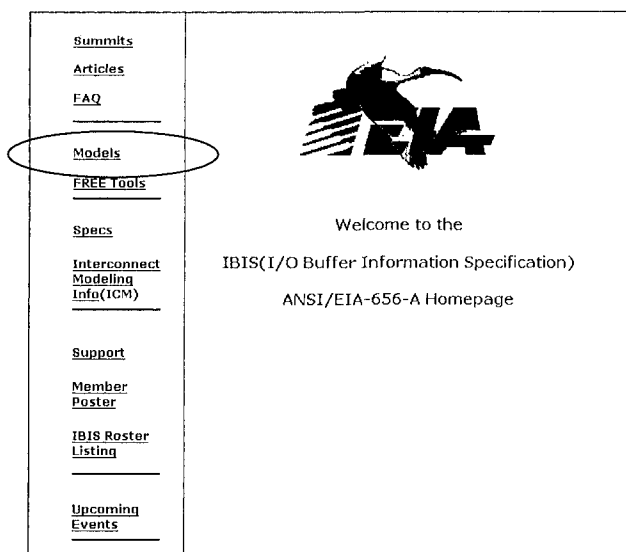 Summits
Articles
FAQ
Models
FREE Tools
Specs
Interconnect
Modeling
Info(ICM)
Support
Member
Poster
IBIS Roster
Listing
Upcoming
Events
EIA
Welcome to the
IBIS(I/O Buffer Information Specification)
ANSI/EIA-656-A Homepage